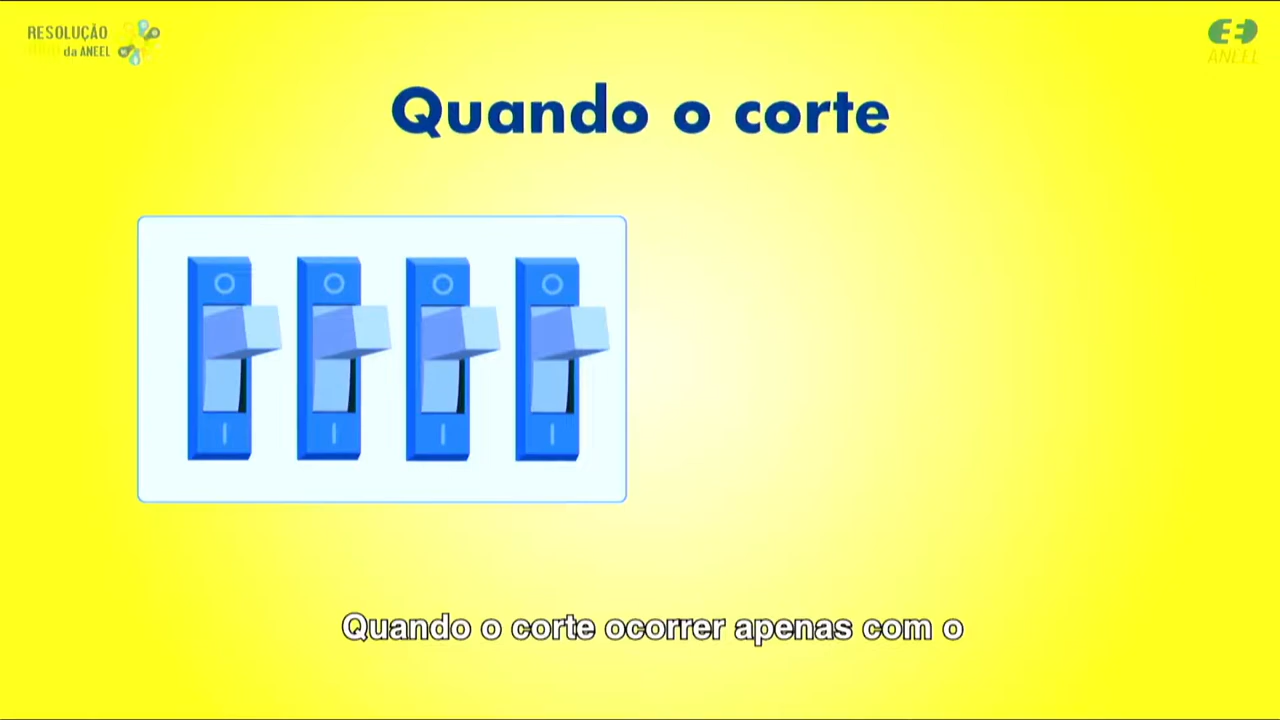 RESOLUÇÃO
da ANEEL
ANEEL
Quando o corte
Quando o corte ocorrer apenas com o